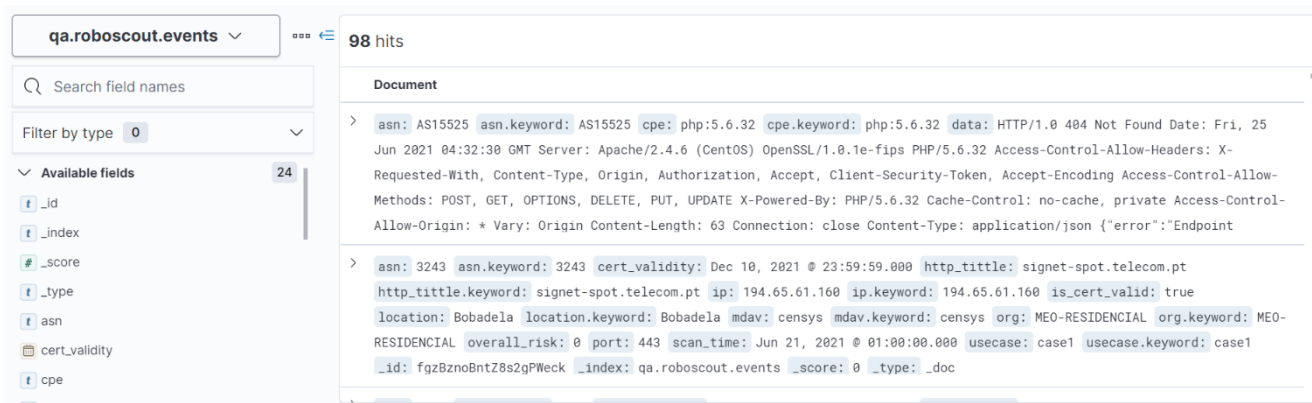 qa.roboscout.events
98 hits
Search field names
Filter by type 0
Available fields 24
t _id
t _index
# _score
t _type
t asn
cert_validity
t cpe
Document
asn: AS15525 asn.keyword: AS15525 cpe: php:5.6.32 cpe.keyword: php:5.6.32 data: HTTP/1.0 404 Not Found Date: Fri, 25
Jun 2021 04:32:30 GMT Server: Apache/2.4.6 (CentOS) OpenSSL/1.0.1e-fips PHP/5.6.32 Access-Control-Allow-Headers: X-
Requested-With, Content-Type, Origin, Authorization, Accept, Client-Security-Token, Accept-Encoding Access-Control-Allow-
Methods: POST, GET, OPTIONS, DELETE, PUT, UPDATE X-Powered-By: PHP/5.6.32 Cache-Control: no-cache, private Access-Control-
Allow-Origin: * Vary: Origin Content-Length: 63 Connection: close Content-Type: application/json {"error":"Endpoint
asn: 3243 asn.keyword: 3243 cert_validity: Dec 10, 2021 @ 23:59:59.000 http_tittle: signet-spot.telecom.pt
http_tittle.keyword: signet-spot.telecom.pt ip: 194.65.61.160 ip.keyword: 194.65.61.160 is_cert_valid: true
location: Bobadela location.keyword: Bobadela mdav: censys mdav.keyword: censys org: MEO-RESIDENCIAL org.keyword: MEO-
RESIDENCIAL overall_risk: 0 port: 443 scan_time: Jun 21, 2021 @ 01:00:00.000 usecase: case1 usecase.keyword: case1
_id: fgzBznoBntZ8s2gPWeck _index: qa.roboscout.events _score: 0 _type: _doc